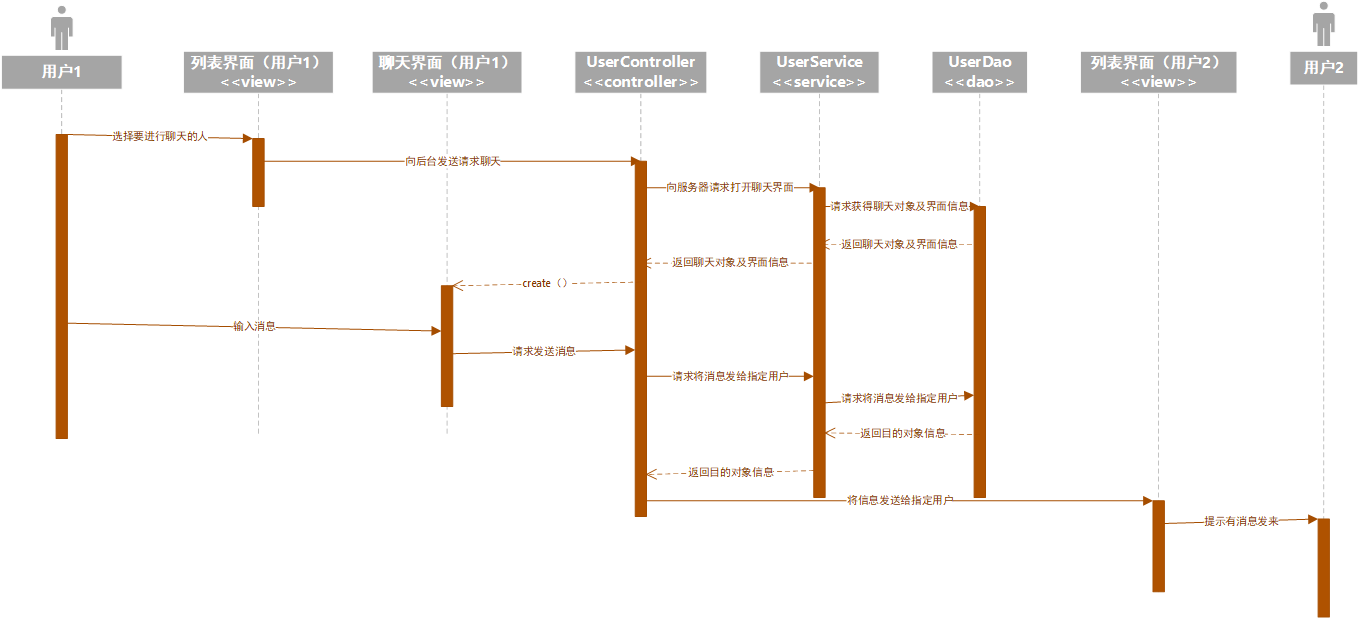 用户1
列表界面（用户1）
<<view>>
聊天界面（用户1）
<<view>>
UserController
<<controller>>
UserService
<<service>>
UserDao
<<dao>>
列表界面（用户2）
<<view>>
用户2
选择要进行聊天的人
向后台发送请求聊天
向服务器请求打开聊天界面
请求获得聊天对象及界面信息
返回聊天对象及界面信息
返回聊天对象及界面信息
create（）
输入消息
请求发送消息
请求将消息发给指定用户
请求将消息发给指定用户
返回目的对象信息
返回目的对象信息
将信息发送给指定用户
提示有消息发来